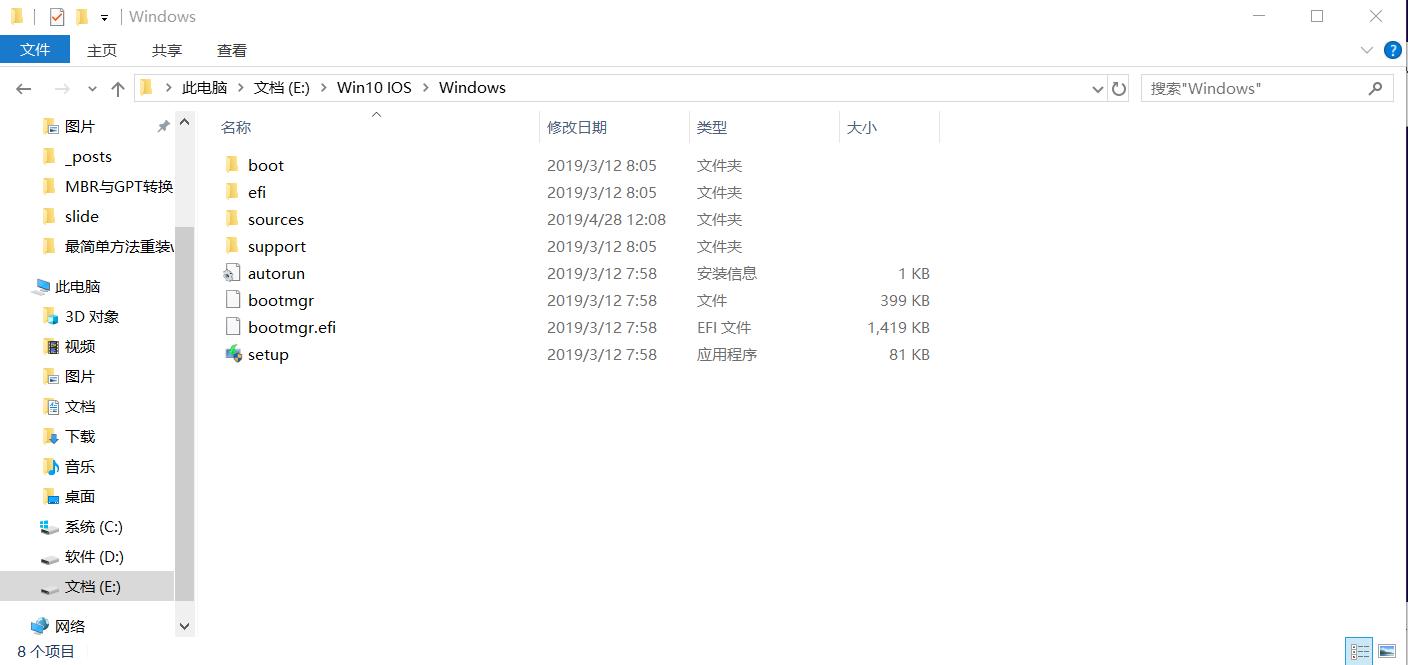 Windows
文件 主页 共享 查看
此电脑 文档 (E:) Win10 IOS Windows
搜索"Windows"
名称 修改日期 类型 大小
图片
_posts
MBR与GPT转换
slide
最简单方法重装w
此电脑
3D 对象
视频
图片
文档
下载
音乐
桌面
系统 (C:)
软件 (D:)
文档 (E:)
网络
boot 2019/3/12 8:05 文件夹
efi 2019/3/12 8:05 文件夹
sources 2019/4/28 12:08 文件夹
support 2019/3/12 8:05 文件夹
autorun 2019/3/12 7:58 安装信息 1 KB
bootmgr 2019/3/12 7:58 文件 399 KB
bootmgr.efi 2019/3/12 7:58 EFI 文件 1,419 KB
setup 2019/3/12 7:58 应用程序 81 KB
8 个项目